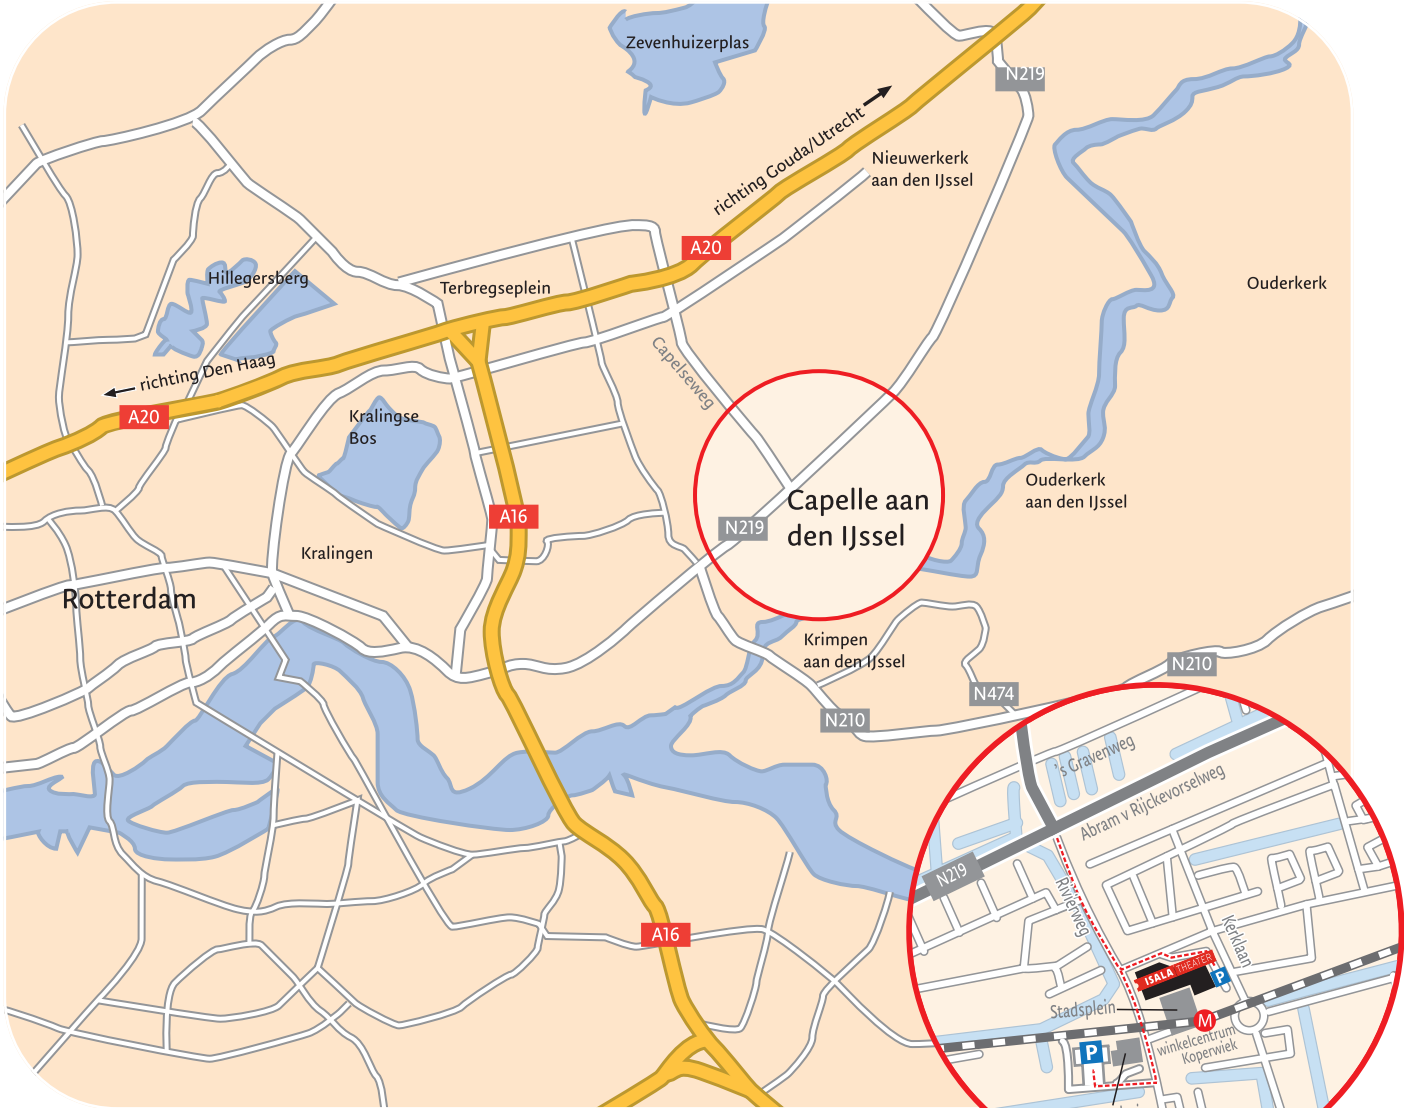 Zevenhuizerplas
N219
richting Gouda/Utrecht
Nieuwerkerk
aan den IJssel
A20
Hillegersberg
Terbregseplein
Ouderkerk
richting Den Haag
A20
Capelseweg
Kralingse
Bos
Ouderkerk
aan den IJssel
Capelle aan
den IJssel
N219
A16
Kralingen
Rotterdam
Krimpen
aan den IJssel
N210
N474
N210
's Gravenweg
Abram v Rijckevorselweg
N219
Rivierweg
Kerklaan
ISALA THEATER
P
Stadsplein
M
winkelcentrum
Koperwiek
P
A16